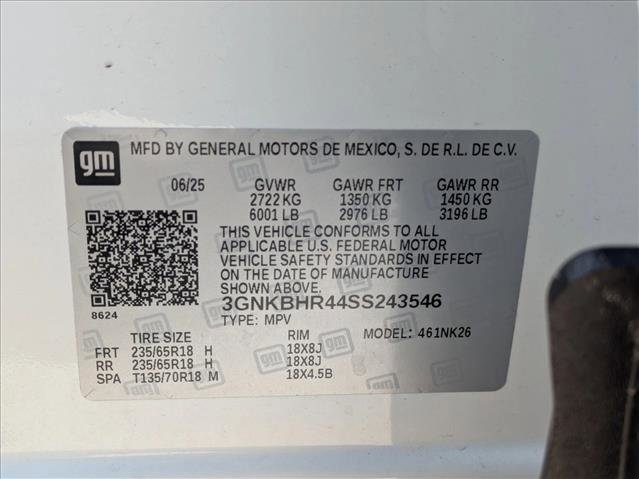 gm MFD BY GENERAL MOTORS DE MEXICO, S. DE R.L. DE C.V.
06/25 GVWR GAWR FRT GAWR RR
2722 KG 1350 KG 1450 KG
6001 LB 2976 LB 3196 LB
THIS VEHICLE CONFORMS TO ALL
APPLICABLE U.S. FEDERAL MOTOR
VEHICLE SAFETY STANDARDS IN EFFECT
ON THE DATE OF MANUFACTURE
SHOWN ABOVE.
3GNKBHR44SS243546
8624 TYPE: MPV MODEL: 461NK26
TIRE SIZE RIM
FRT 235/65R18 H 18X8J
RR 235/65R18 H 18X8J
SPA T135/70R18 M 18X4.5B